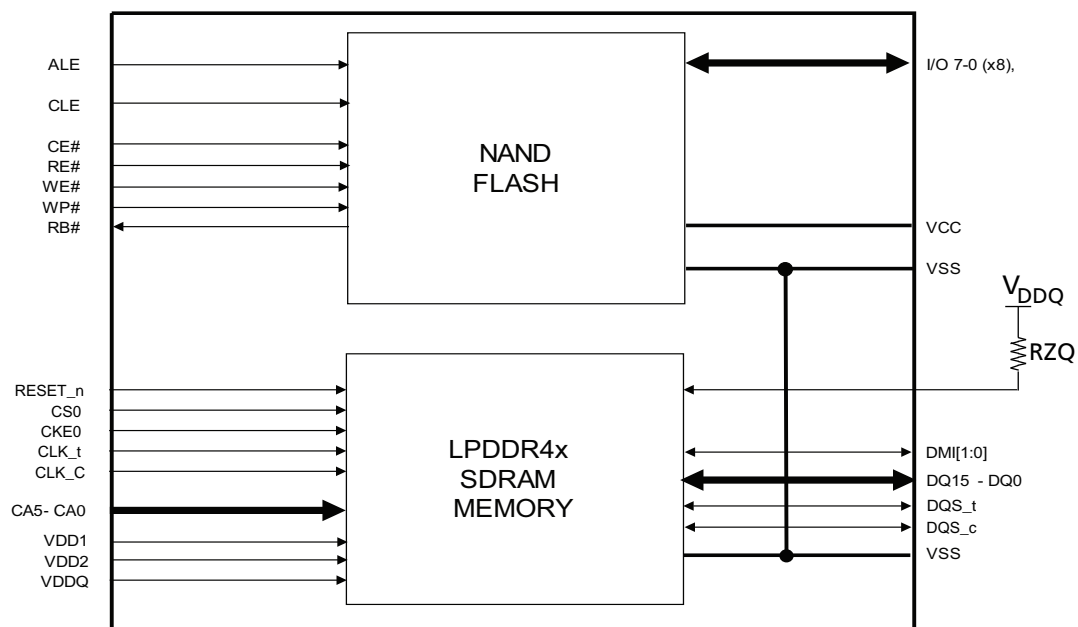 ALE
CLE
CE#
RE#
WE#
WP#
RB#
NAND
FLASH
I/O 7-0 (x8),
VCC
VSS
VDDQ
RZQ
RESET_n
CS0
CKE0
CLK_t
CLK_C
CA5- CA0
VDD1
VDD2
VDDQ
LPDDR4x
SDRAM
MEMORY
DMI[1:0]
DQ15 - DQ0
DQS_t
DQS_c
VSS